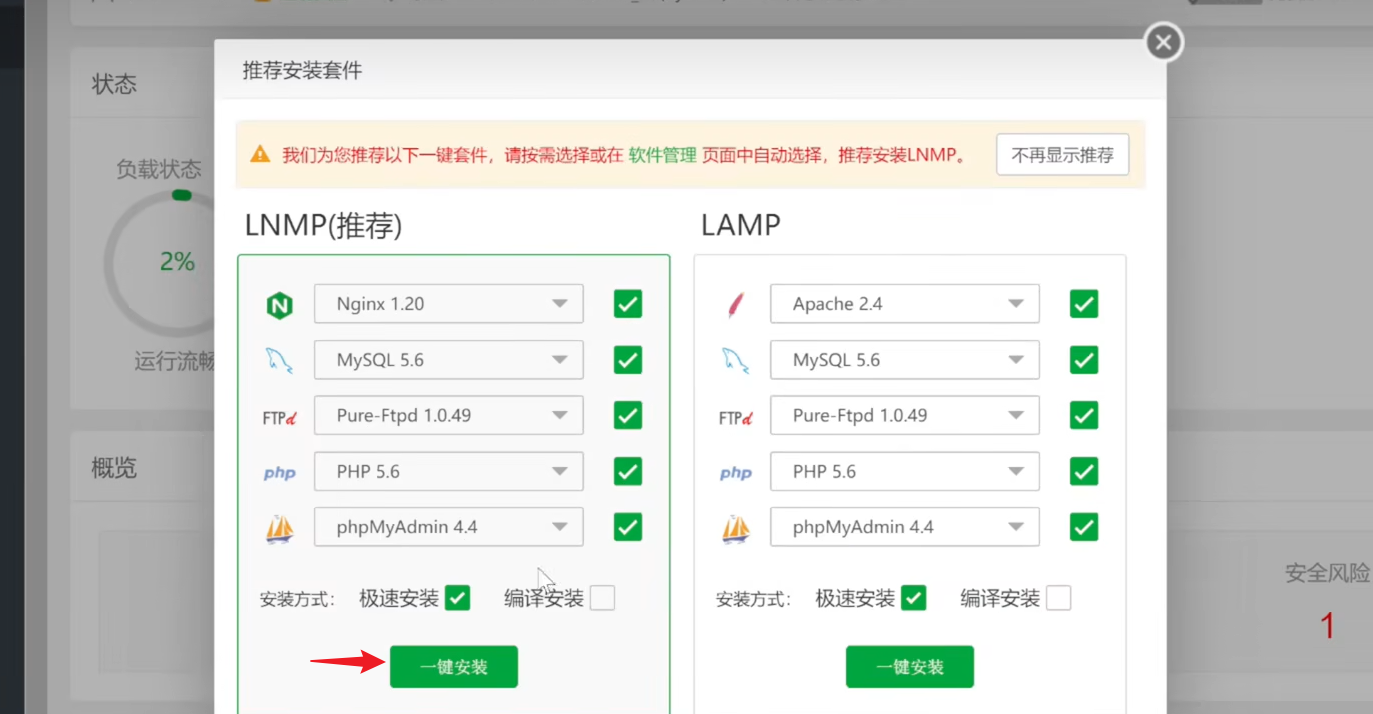 推荐安装套件
状态
我们为您推荐以下一键套件，请按需选择或在 软件管理 页面中自动选择，推荐安装LNMP。
不再显示推荐
负载状态
2%
运行流畅
LNMP(推荐)
Nginx 1.20
MySQL 5.6
FTPd
Pure-Ftpd 1.0.49
php
PHP 5.6
phpMyAdmin 4.4
安装方式：
极速安装
编译安装
一键安装
LAMP
Apache 2.4
MySQL 5.6
FTPd
Pure-Ftpd 1.0.49
php
PHP 5.6
phpMyAdmin 4.4
安装方式：
极速安装
编译安装
一键安装
概览
安全风险
1